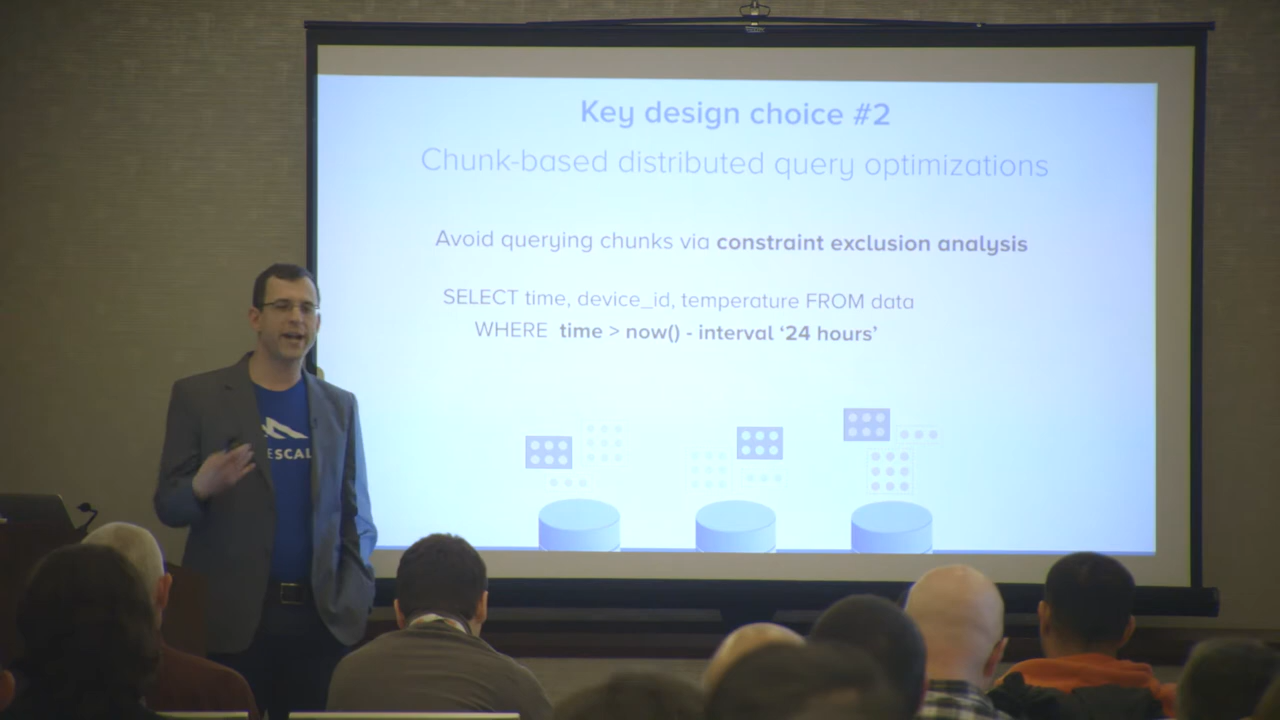 Key design choice #2
Chunk-based distributed query optimizations
Avoid querying chunks via constraint exclusion analysis
SELECT time, device_id, temperature FROM data
WHERE time > now() - interval ‘24 hours’
ESCAL